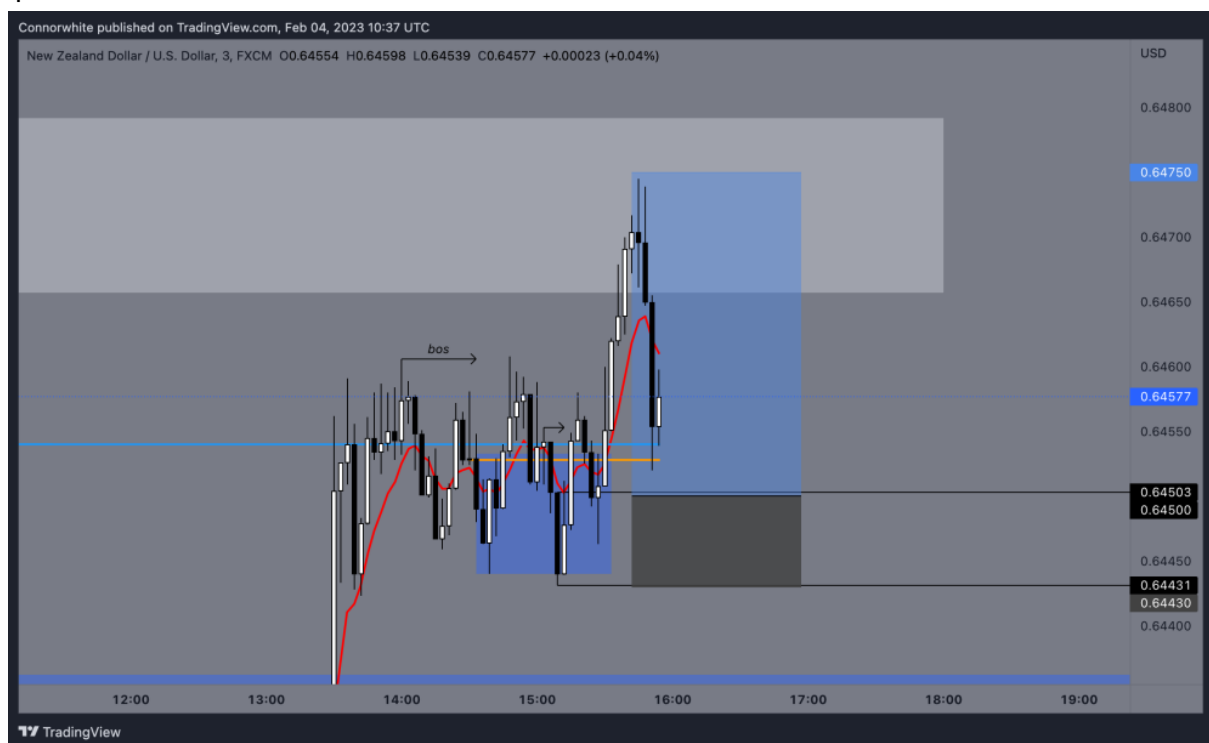 Connorwhite published on TradingView.com, Feb 04, 2023 10:37 UTC
New Zealand Dollar / U.S. Dollar, 3, FXCM O0.64554 H0.64598 L0.64539 C0.64577 +0.00023 (+0.04%)
USD
0.64800
0.64750
0.64700
0.64650
bos
0.64600
0.64577
0.64550
0.64503
0.64500
0.64450
0.64431
0.64430
0.64400
12:00 13:00 14:00 15:00 16:00 17:00 18:00 19:00
TradingView